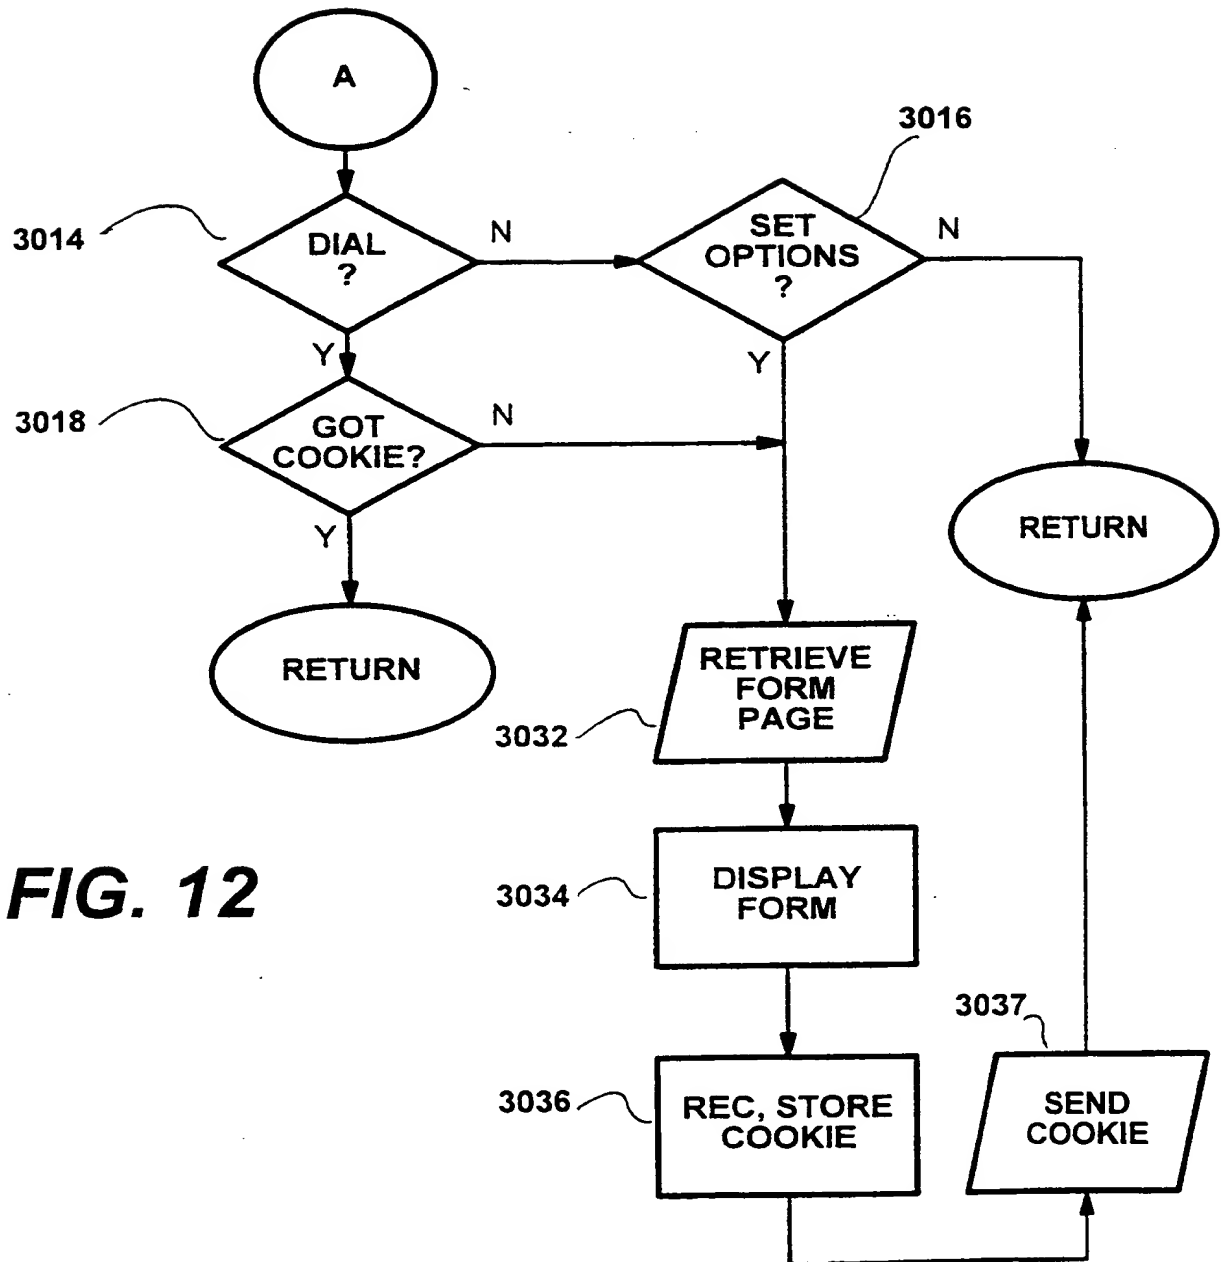 A
3016
3014
DIAL
?
N
SET
OPTIONS
?
N
Y
Y
3018
GOT
COOKIE?
N
Y
RETURN
RETURN
RETRIEVE
FORM
PAGE
3032
DISPLAY
FORM
3034
FIG. 12
3037
3036
REC, STORE
COOKIE
SEND
COOKIE